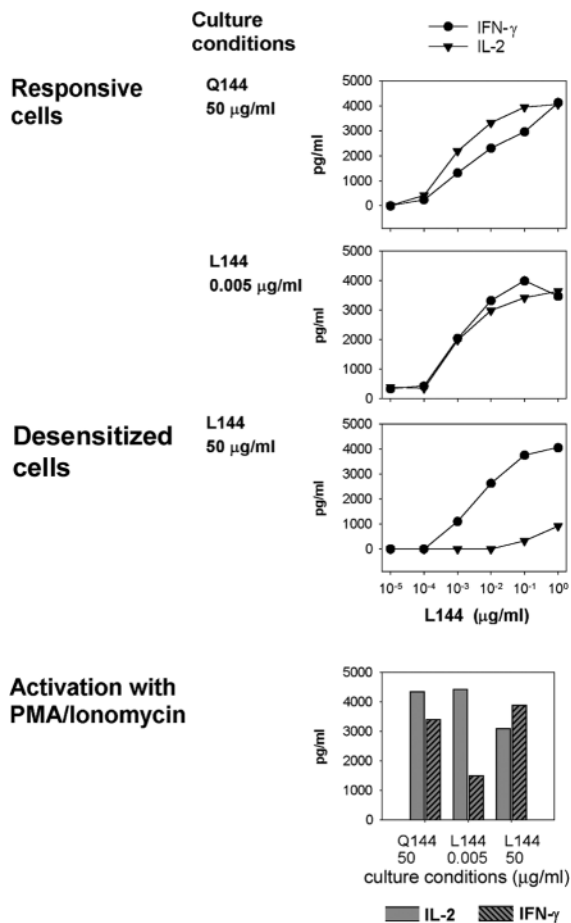 Culture
conditions
IFN-γ
IL-2
Responsive
cells
Q144
50 μg/ml
5000
4000
3000
2000
1000
0
pg/ml
L144
0.005 μg/ml
5000
4000
3000
2000
1000
0
pg/ml
Desensitized
cells
L144
50 μg/ml
5000
4000
3000
2000
1000
0
pg/ml
10⁻⁵ 10⁻⁴ 10⁻³ 10⁻² 10⁻¹ 10⁰
L144 (μg/ml)
Activation with
PMA/Ionomycin
5000
4000
3000
2000
1000
0
pg/ml
Q144 L144 L144
50 0.005 50
culture conditions (μg/ml)
IL-2 IFN-γ